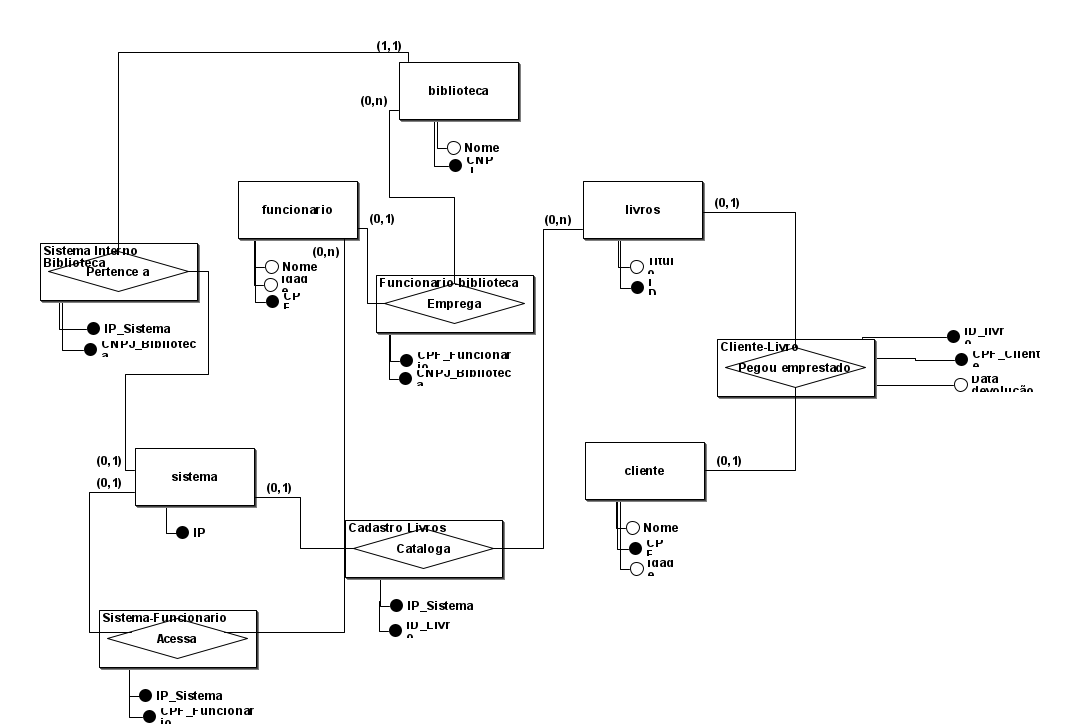 (1,1)
biblioteca
(0,n)
Nome
CNPJ
funcionario
(0,1)
(0,n)
Nome
Idade
CPF
livros
(0,1)
(0,n)
Titulo
ID
Sistema Interno
Biblioteca
Pertence a
IP_Sistema
CNPJ_Biblioteca
Funcionario-biblioteca
Emprega
CPF_Funcionario
CNPJ_Biblioteca
Cliente-Livro
Pegou emprestado
ID_livro
CPF_Cliente
Data
devolução
(0,1)
sistema
(0,1)
(0,1)
IP
cliente
(0,1)
Nome
CPF
Idade
Cadastro Livros
Cataloga
IP_Sistema
ID_Livro
Sistema-Funcionario
Acessa
IP_Sistema
CPF_Funcionario